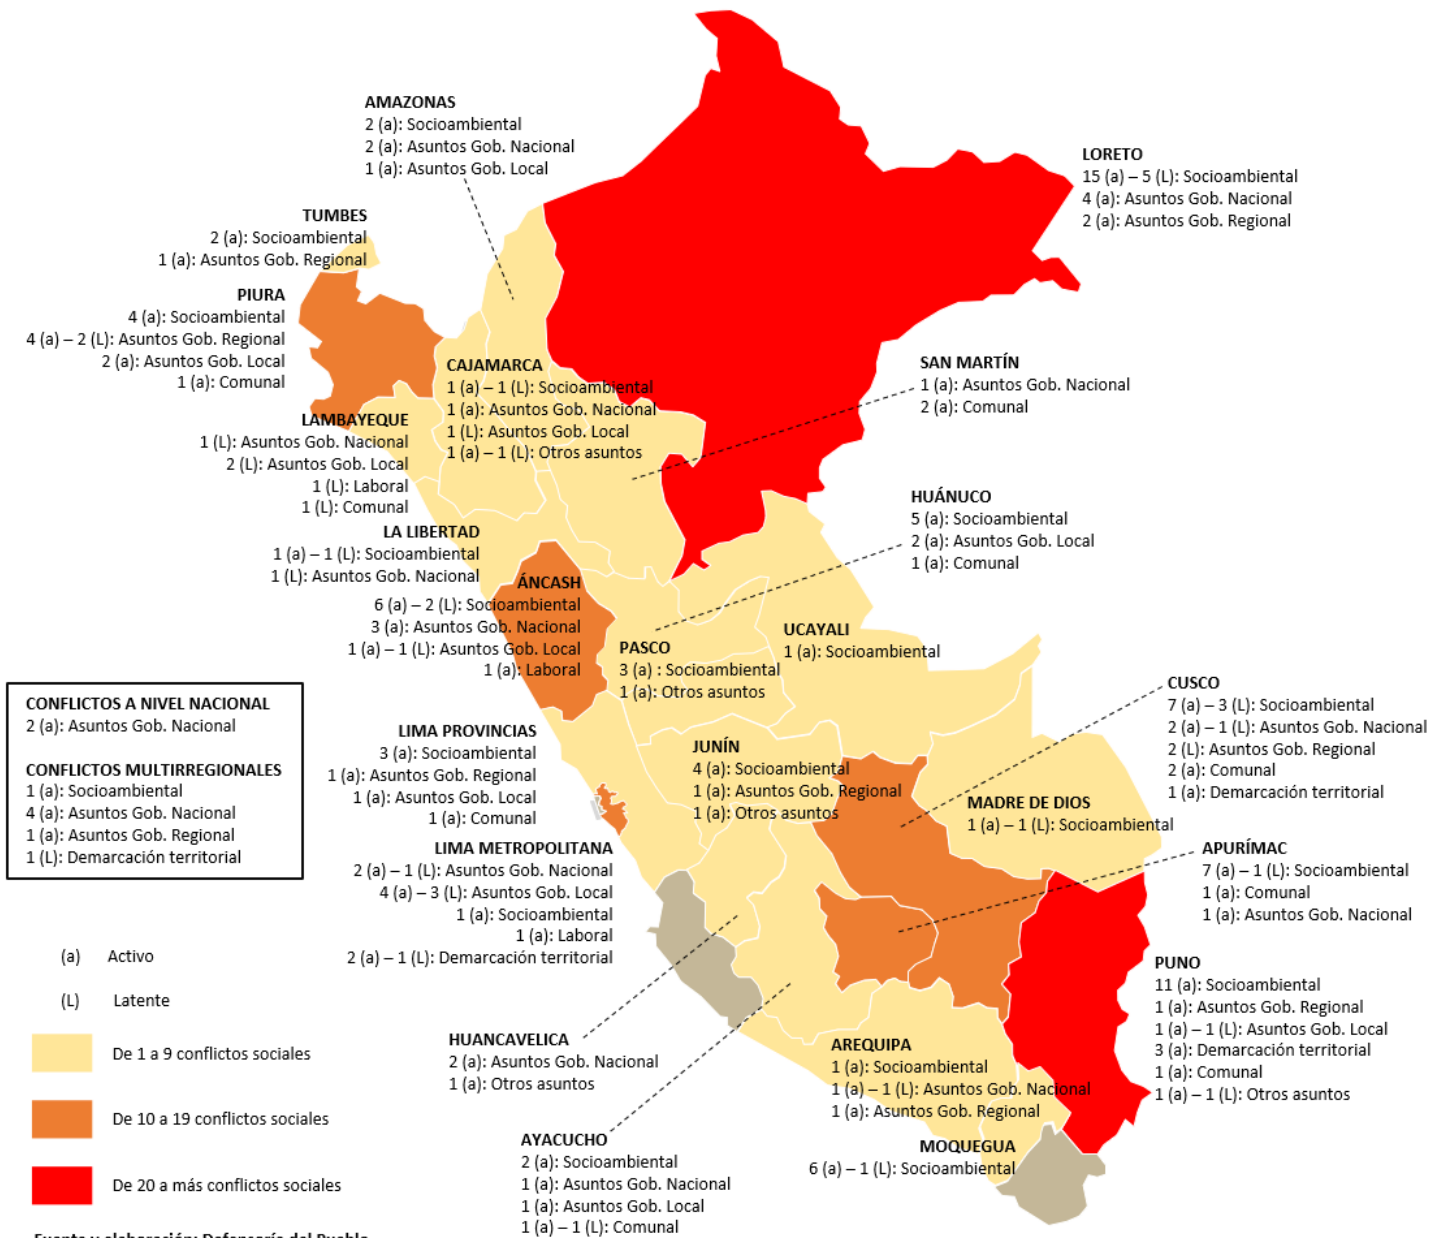 AMAZONAS
2 (a): Socioambiental
2 (a): Asuntos Gob. Nacional
1 (a): Asuntos Gob. Local
LORETO
15 (a) – 5 (L): Socioambiental
4 (a): Asuntos Gob. Nacional
2 (a): Asuntos Gob. Regional
TUMBES
2 (a): Socioambiental
1 (a): Asuntos Gob. Regional
PIURA
4 (a): Socioambiental
4 (a) – 2 (L): Asuntos Gob. Regional
2 (a): Asuntos Gob. Local
1 (a): Comunal
CAJAMARCA
1 (a) – 1 (L): Socioambiental
1 (a): Asuntos Gob. Nacional
1 (L): Asuntos Gob. Local
1 (a) – 1 (L): Otros asuntos
SAN MARTÍN
1 (a): Asuntos Gob. Nacional
2 (a): Comunal
LAMBAYEQUE
1 (L): Asuntos Gob. Nacional
2 (L): Asuntos Gob. Local
1 (L): Laboral
1 (L): Comunal
HUÁNUCO
5 (a): Socioambiental
2 (a): Asuntos Gob. Local
1 (a): Comunal
LA LIBERTAD
1 (a) – 1 (L): Socioambiental
1 (L): Asuntos Gob. Nacional
ÁNCASH
6 (a) – 2 (L): Socioambiental
3 (a): Asuntos Gob. Nacional
1 (a) – 1 (L): Asuntos Gob. Local
1 (a): Laboral
PASCO
3 (a) : Socioambiental
1 (a): Otros asuntos
UCAYALI
1 (a): Socioambiental
CONFLICTOS A NIVEL NACIONAL
2 (a): Asuntos Gob. Nacional
CONFLICTOS MULTIRREGIONALES
1 (a): Socioambiental
4 (a): Asuntos Gob. Nacional
1 (a): Asuntos Gob. Regional
1 (L): Demarcación territorial
CUSCO
7 (a) – 3 (L): Socioambiental
2 (a) – 1 (L): Asuntos Gob. Nacional
2 (L): Asuntos Gob. Regional
2 (a): Comunal
1 (a): Demarcación territorial
LIMA PROVINCIAS
3 (a): Socioambiental
1 (a): Asuntos Gob. Regional
1 (a): Asuntos Gob. Local
1 (a): Comunal
JUNÍN
4 (a): Socioambiental
1 (a): Asuntos Gob. Regional
1 (a): Otros asuntos
MADRE DE DIOS
1 (a) – 1 (L): Socioambiental
LIMA METROPOLITANA
2 (a) – 1 (L): Asuntos Gob. Nacional
4 (a) – 3 (L): Asuntos Gob. Local
1 (a): Socioambiental
1 (a): Laboral
2 (a) – 1 (L): Demarcación territorial
APURÍMAC
7 (a) – 1 (L): Socioambiental
1 (a): Comunal
1 (a): Asuntos Gob. Nacional
PUNO
11 (a): Socioambiental
1 (a): Asuntos Gob. Regional
1 (a) – 1 (L): Asuntos Gob. Local
3 (a): Demarcación territorial
1 (a): Comunal
1 (a) – 1 (L): Otros asuntos
HUANCAVELICA
2 (a): Asuntos Gob. Nacional
1 (a): Otros asuntos
AREQUIPA
1 (a): Socioambiental
1 (a) – 1 (L): Asuntos Gob. Nacional
1 (a): Asuntos Gob. Regional
MOQUEGUA
6 (a) – 1 (L): Socioambiental
AYACUCHO
2 (a): Socioambiental
1 (a): Asuntos Gob. Nacional
1 (a): Asuntos Gob. Local
1 (a) – 1 (L): Comunal
(a) Activo
(L) Latente
De 1 a 9 conflictos sociales
De 10 a 19 conflictos sociales
De 20 a más conflictos sociales
Fuente y elaboración: Defensoría del Pueblo